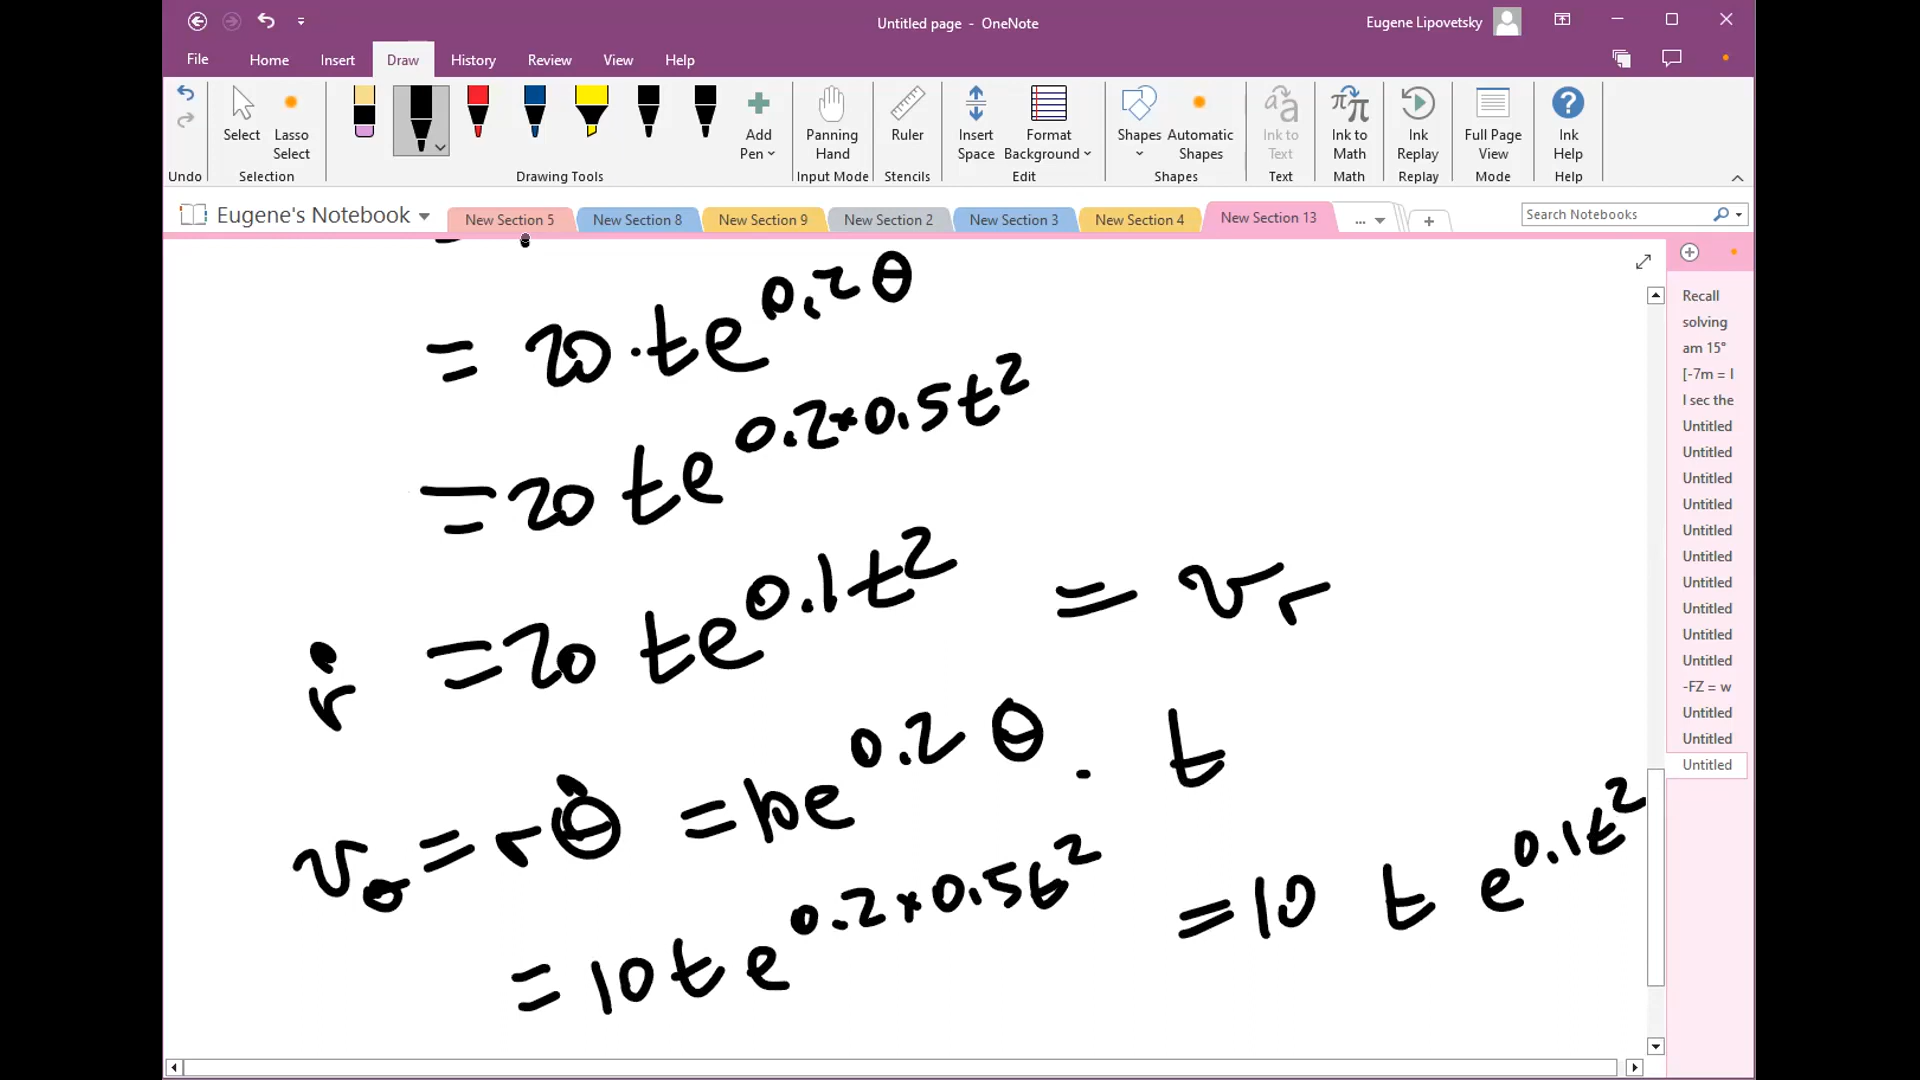 Untitled page - OneNote
Eugene Lipovetsky
File Home Insert Draw History Review View Help
Select
Lasso Select
Add Pen
Panning Hand
Ruler
Insert Space
Format Background
Shapes
Automatic Shapes
Ink to Text
Ink to Math
Ink Replay
Full Page View
Ink Help
Undo Selection Drawing Tools Input Mode Stencils Edit Shapes Text Math Replay Mode Help
Eugene's Notebook New Section 5 New Section 8 New Section 9 New Section 2 New Section 3 New Section 4 New Section 13 ... + Search Notebooks
= 20 · t e^{0.2θ}
= 20 t e^{0.2×0.5t²}
ṙ = 20 t e^{0.1t²} = v_r
v_θ = r θ̇ = be^{0.2θ} · t
= 10 t e^{0.2×0.5t²} = 10 t e^{0.1t²}
Recall
solving
am 15°
[-7m = I
I sec the
Untitled
Untitled
Untitled
Untitled
Untitled
Untitled
Untitled
Untitled
Untitled
Untitled
-FZ = w
Untitled
Untitled
Untitled